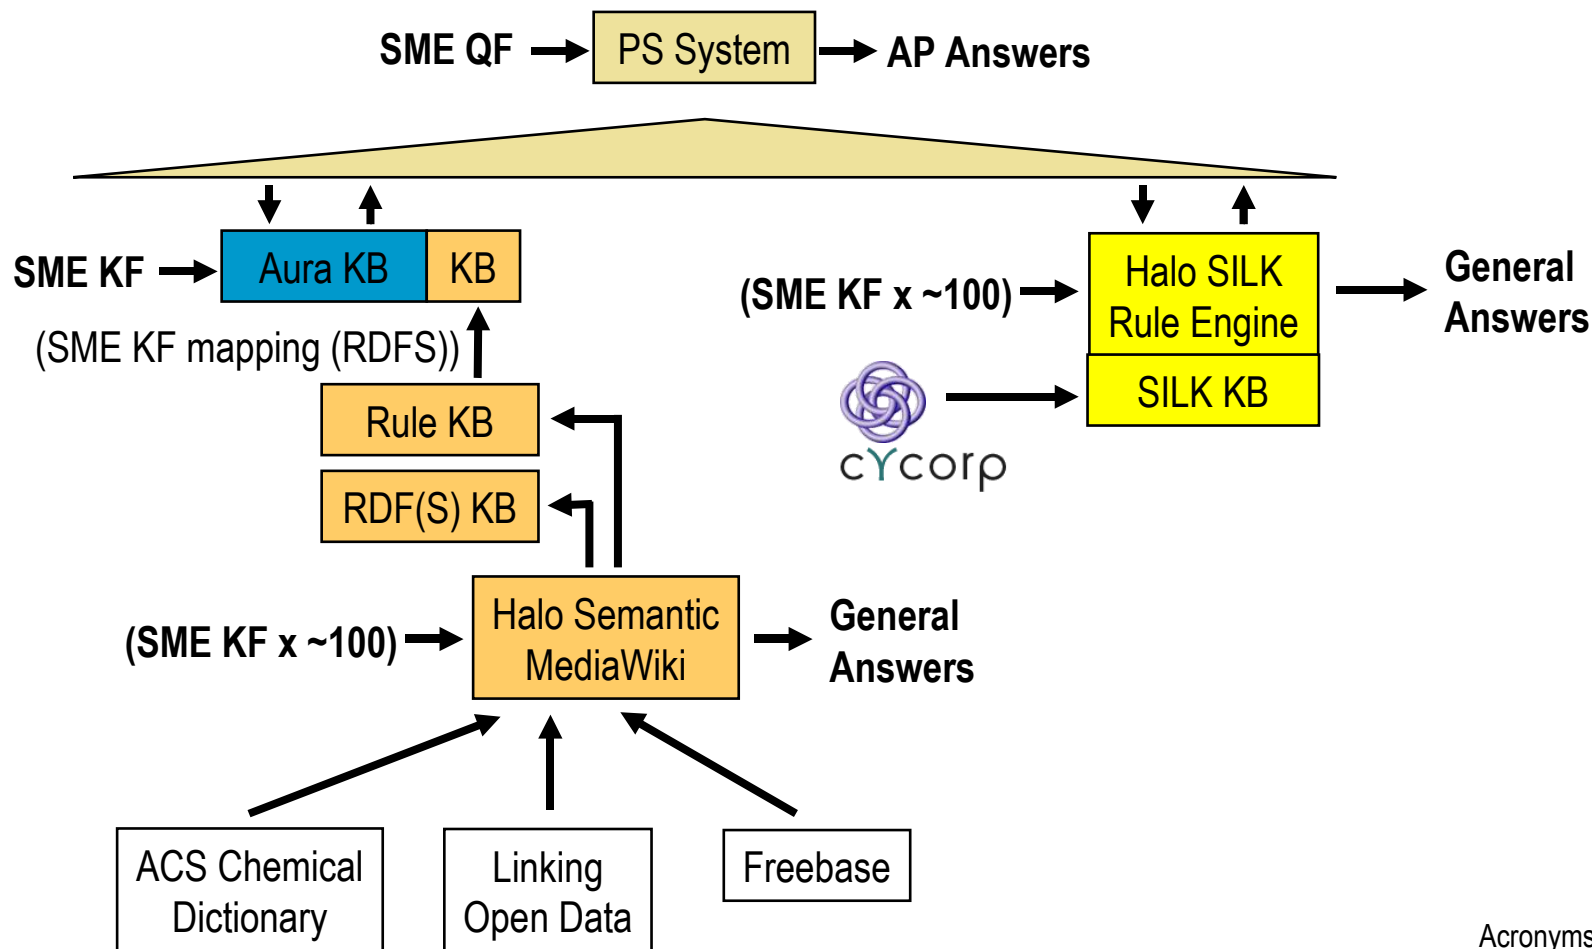 SME QF
PS System
AP Answers
SME KF
Aura KB
KB
(SME KF mapping (RDFS))
(SME KF x ~100)
Halo SILK
Rule Engine
SILK KB
General
Answers
cycorp
Rule KB
RDF(S) KB
(SME KF x ~100)
Halo Semantic
MediaWiki
General
Answers
ACS Chemical
Dictionary
Linking
Open Data
Freebase
Acronyms